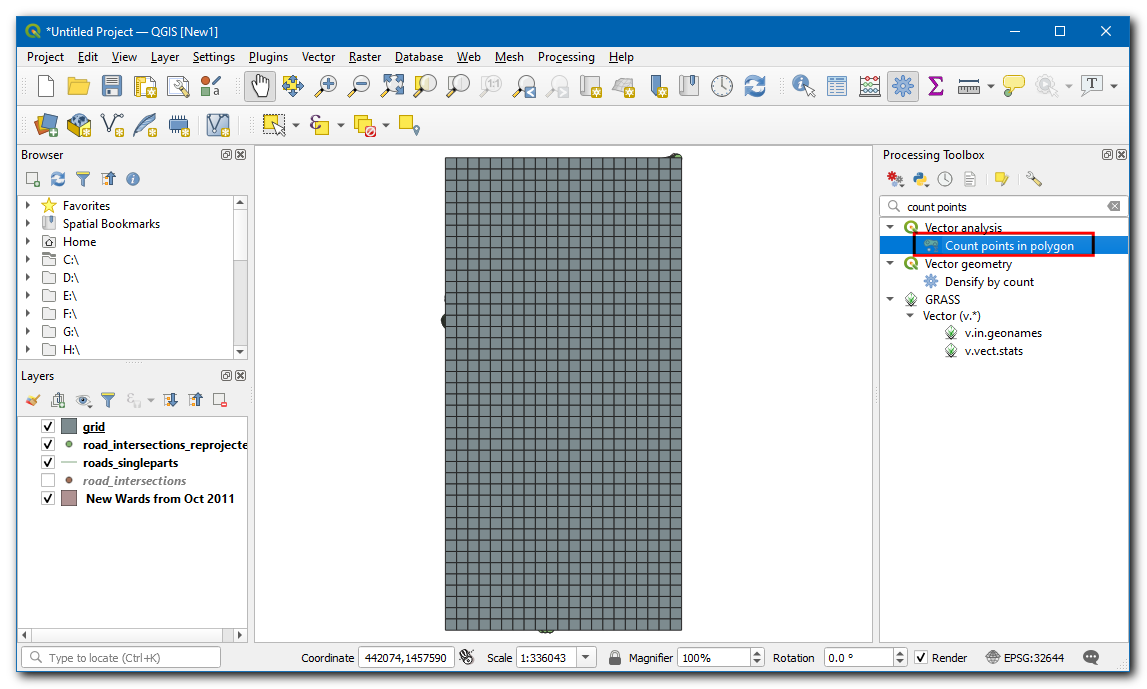 *Untitled Project — QGIS [New1]
Project Edit View Layer Settings Plugins Vector Raster Database Web Mesh Processing Help
Browser
Favorites
Spatial Bookmarks
Home
C:\
D:\
E:\
F:\
G:\
H:\
Layers
grid
road_intersections_reprojecte
roads_singleparts
road_intersections
New Wards from Oct 2011
Processing Toolbox
count points
Vector analysis
Count points in polygon
Vector geometry
Densify by count
GRASS
Vector (v.*)
v.in.geonames
v.vect.stats
Type to locate (Ctrl+K) Coordinate 442074,1457590 Scale 1:336043 Magnifier 100% Rotation 0.0 ° Render EPSG:32644